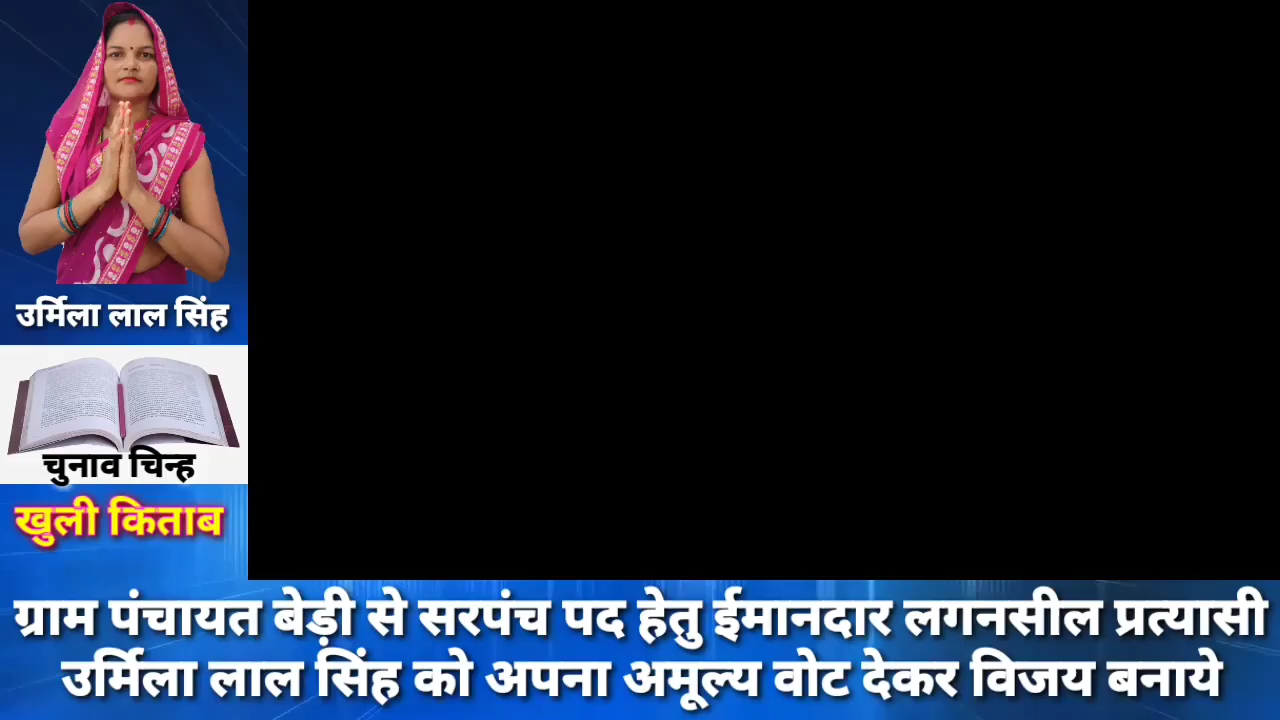 उर्मिला लाल सिंह
चुनाव चिन्ह
खुली किताब
ग्राम पंचायत बेड़ी से सरपंच पद हेतु ईमानदार लगनसील प्रत्यासी
उर्मिला लाल सिंह को अपना अमूल्य वोट देकर विजय बनाये